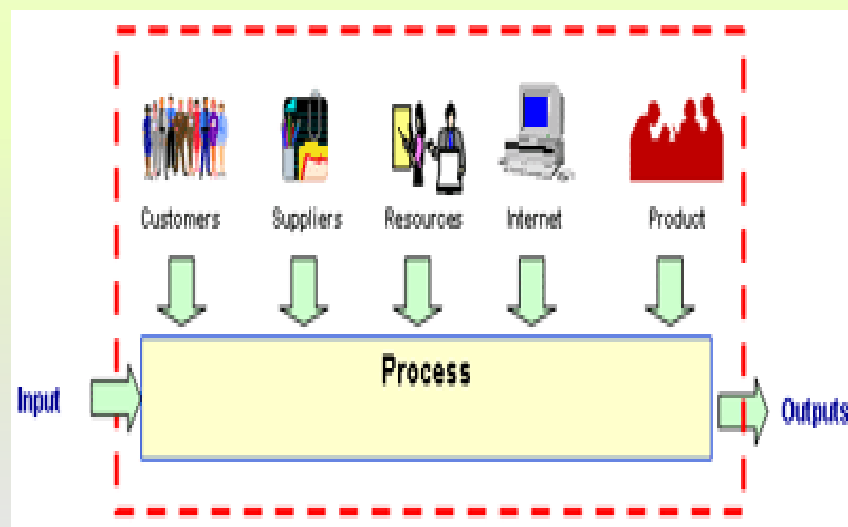 Customers Suppliers Resources Internet Product
Process
Input
Outputs